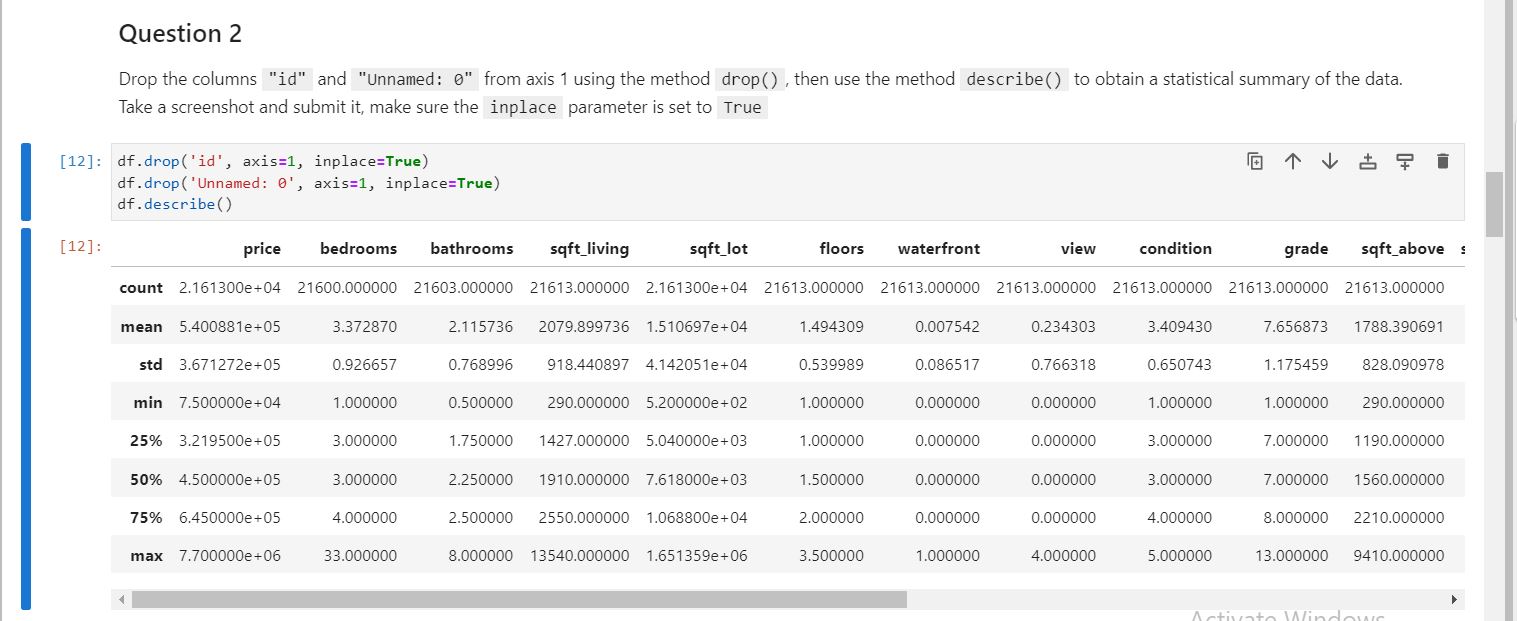 Question 2
Drop the columns "id" and "Unnamed: 0" from axis 1 using the method drop(), then use the method describe() to obtain a statistical summary of the data.
Take a screenshot and submit it, make sure the inplace parameter is set to True
[12]: df.drop('id', axis=1, inplace=True)
df.drop('Unnamed: 0', axis=1, inplace=True)
df.describe()
[12]: price bedrooms bathrooms sqft_living sqft_lot floors waterfront view condition grade sqft_above
count 2.161300e+04 21600.000000 21603.000000 21613.000000 2.161300e+04 21613.000000 21613.000000 21613.000000 21613.000000 21613.000000 21613.000000
mean 5.400881e+05 3.372870 2.115736 2079.899736 1.510697e+04 1.494309 0.007542 0.234303 3.409430 7.656873 1788.390691
std 3.671272e+05 0.926657 0.768996 918.440897 4.142051e+04 0.539989 0.086517 0.766318 0.650743 1.175459 828.090978
min 7.500000e+04 1.000000 0.500000 290.000000 5.200000e+02 1.000000 0.000000 0.000000 1.000000 1.000000 290.000000
25% 3.219500e+05 3.000000 1.750000 1427.000000 5.040000e+03 1.000000 0.000000 0.000000 3.000000 7.000000 1190.000000
50% 4.500000e+05 3.000000 2.250000 1910.000000 7.618000e+03 1.500000 0.000000 0.000000 3.000000 7.000000 1560.000000
75% 6.450000e+05 4.000000 2.500000 2550.000000 1.068800e+04 2.000000 0.000000 0.000000 4.000000 8.000000 2210.000000
max 7.700000e+06 33.000000 8.000000 13540.000000 1.651359e+06 3.500000 1.000000 4.000000 5.000000 13.000000 9410.000000
Activate Windows